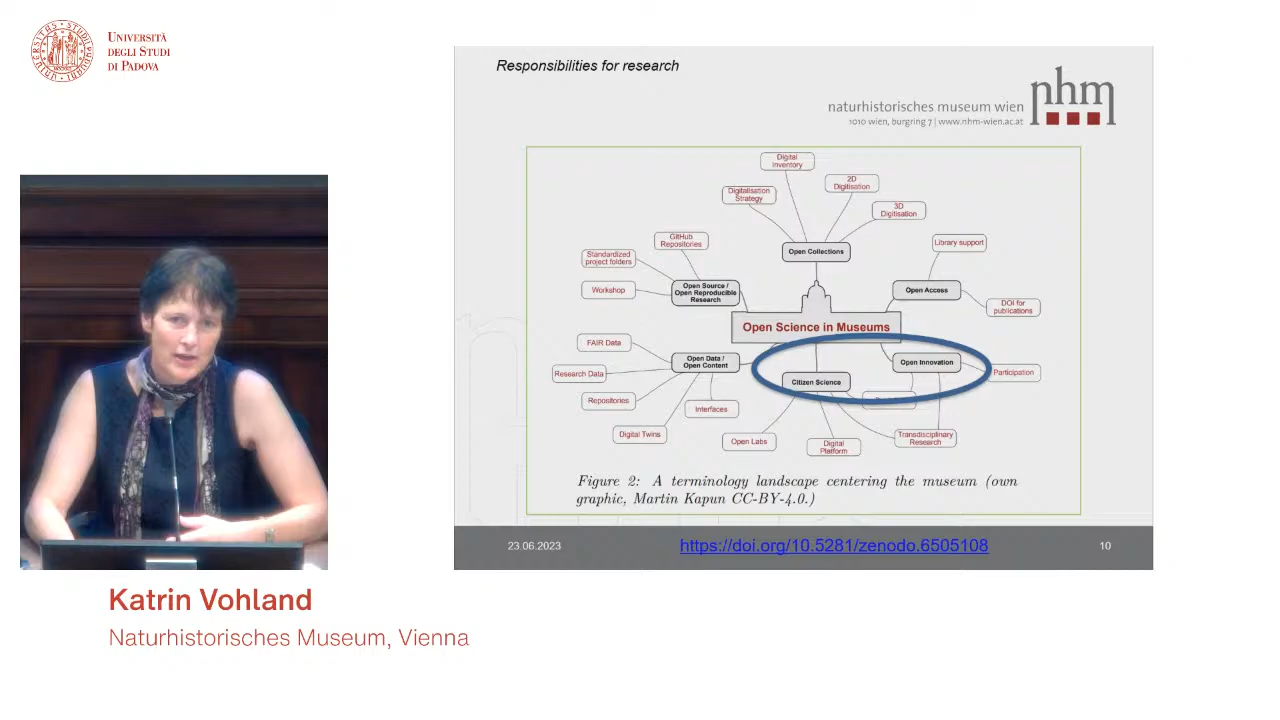 UNIVERSITÀ
DEGLI STUDI
DI PADOVA
Responsibilities for research
nhm
naturhistorisches museum wien
1010 wien, burgring 7 | www.nhm-wien.ac.at
Digital
Inventory
2D
Digitisation
Digitalisation
Strategy
3D
Digitisation
GitHub
Repositories
Open Collections
Library support
Standardized
project folders
Open Source /
Open Reproducible
Research
Workshop
Open Access
DOI for
publications
Open Science in Museums
FAIR Data
Open Data /
Open Content
Open Innovation
Research Data
Citizen Science
Participation
Repositories
Interfaces
Digital Twins
Open Labs
Digital
Platform
Transdisciplinary
Research
Figure 2: A terminology landscape centering the museum (own
graphic, Martin Kapun CC-BY-4.0.)
23.06.2023
https://doi.org/10.5281/zenodo.6505108
10
Katrin Vohland
Naturhistorisches Museum, Vienna